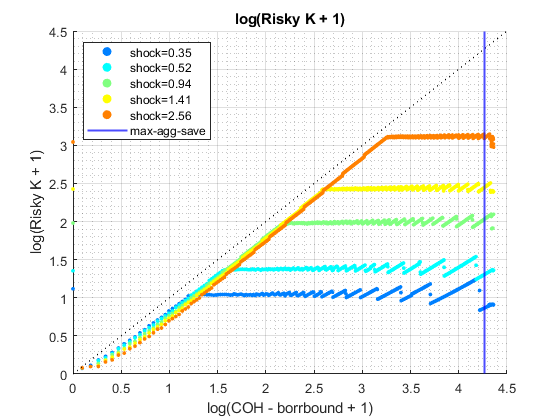 log(Risky K + 1)
4.5
4
3.5
3
2.5
2
1.5
1
0.5
0
log(Risky K + 1)
shock=0.35
shock=0.52
shock=0.94
shock=1.41
shock=2.56
max-agg-save
0 0.5 1 1.5 2 2.5 3 3.5 4 4.5
log(COH - borrbound + 1)